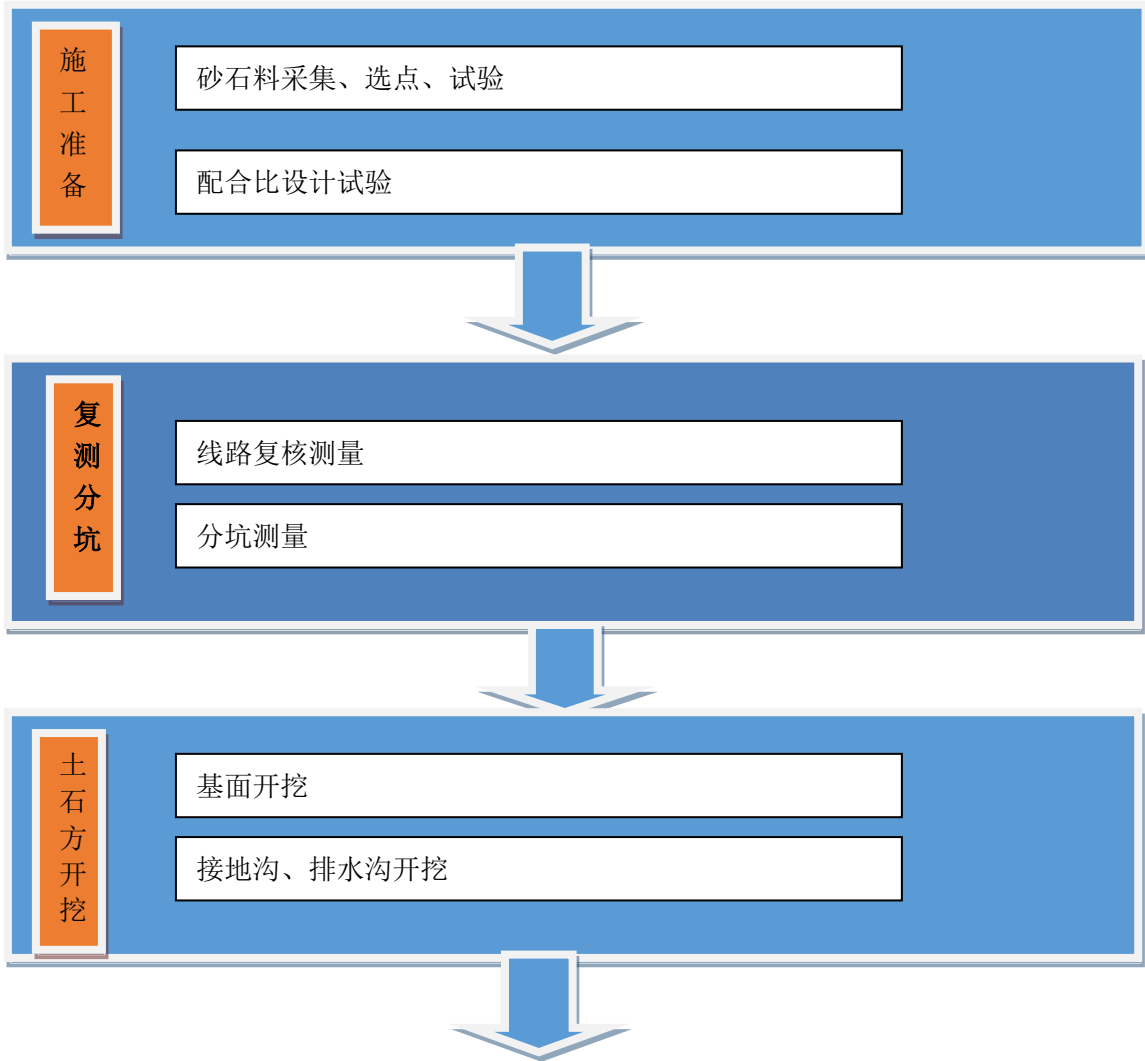 施工准备
砂石料采集、选点、试验
配合比设计试验
复测分坑
线路复核测量
分坑测量
土石方开挖
基面开挖
接地沟、排水沟开挖